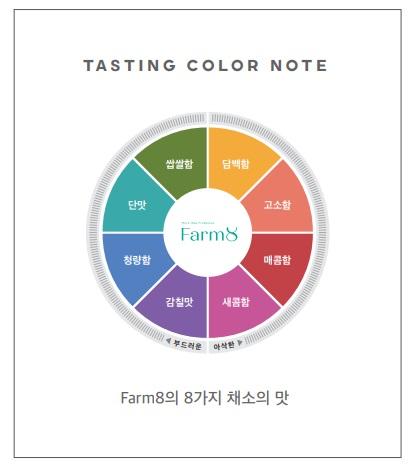 TASTING COLOR NOTE
쌉쌀함
담백함
단맛
고소함
Farm8
청량함
매콤함
감칠맛
새콤함
◀ 부드러운
아삭한 ▶
Farm8의 8가지 채소의 맛